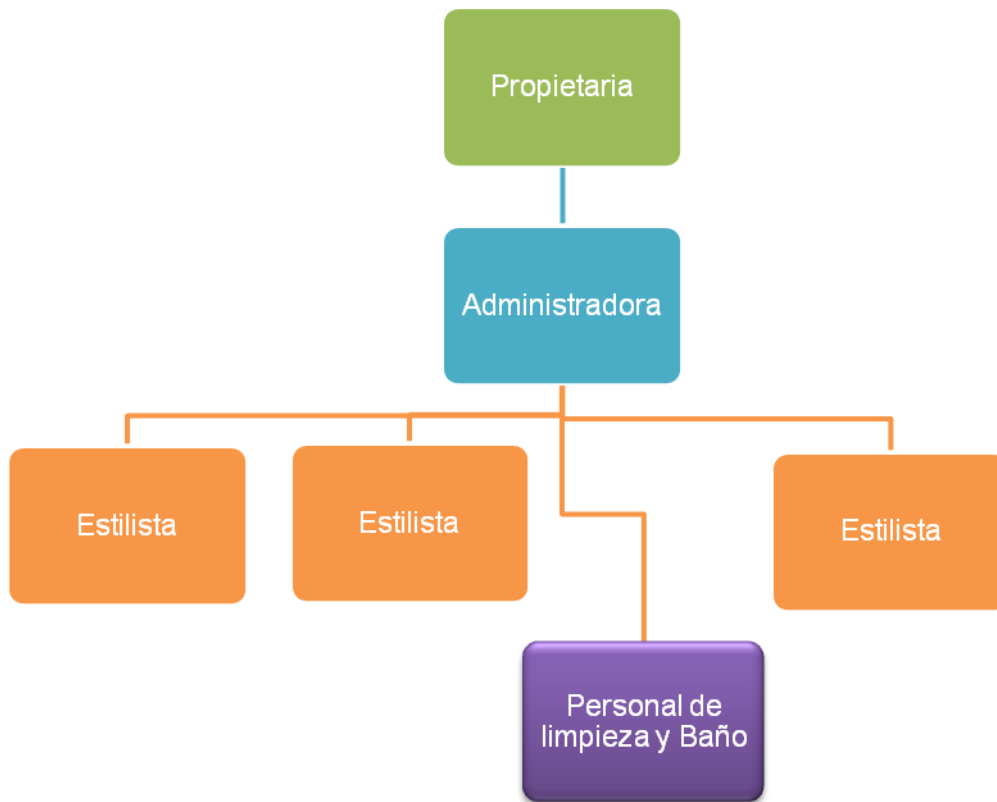 Propietaria
Administradora
Estilista
Estilista
Estilista
Personal de
limpieza y Baño